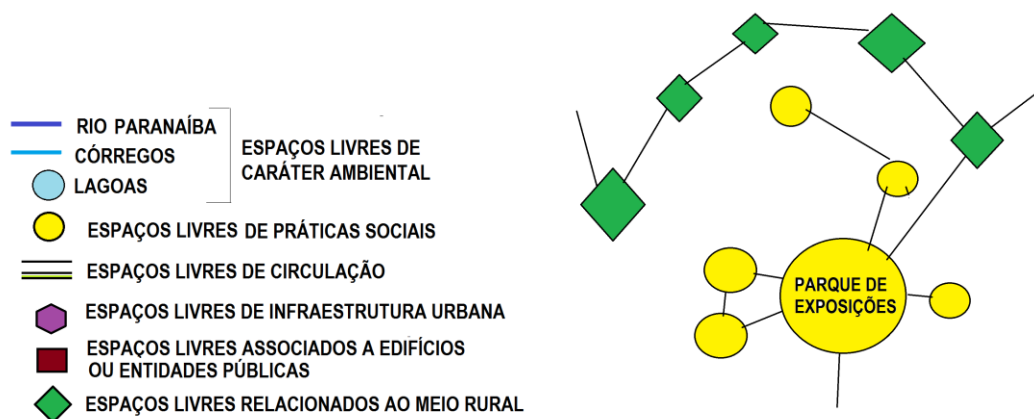 RIO PARANAÍBA
CÓRREGOS
LAGOAS
ESPAÇOS LIVRES DE
CARÁTER AMBIENTAL
ESPAÇOS LIVRES DE PRÁTICAS SOCIAIS
ESPAÇOS LIVRES DE CIRCULAÇÃO
ESPAÇOS LIVRES DE INFRAESTRUTURA URBANA
ESPAÇOS LIVRES ASSOCIADOS A EDIFÍCIOS
OU ENTIDADES PÚBLICAS
ESPAÇOS LIVRES RELACIONADOS AO MEIO RURAL
PARQUE DE
EXPOSIÇÕES